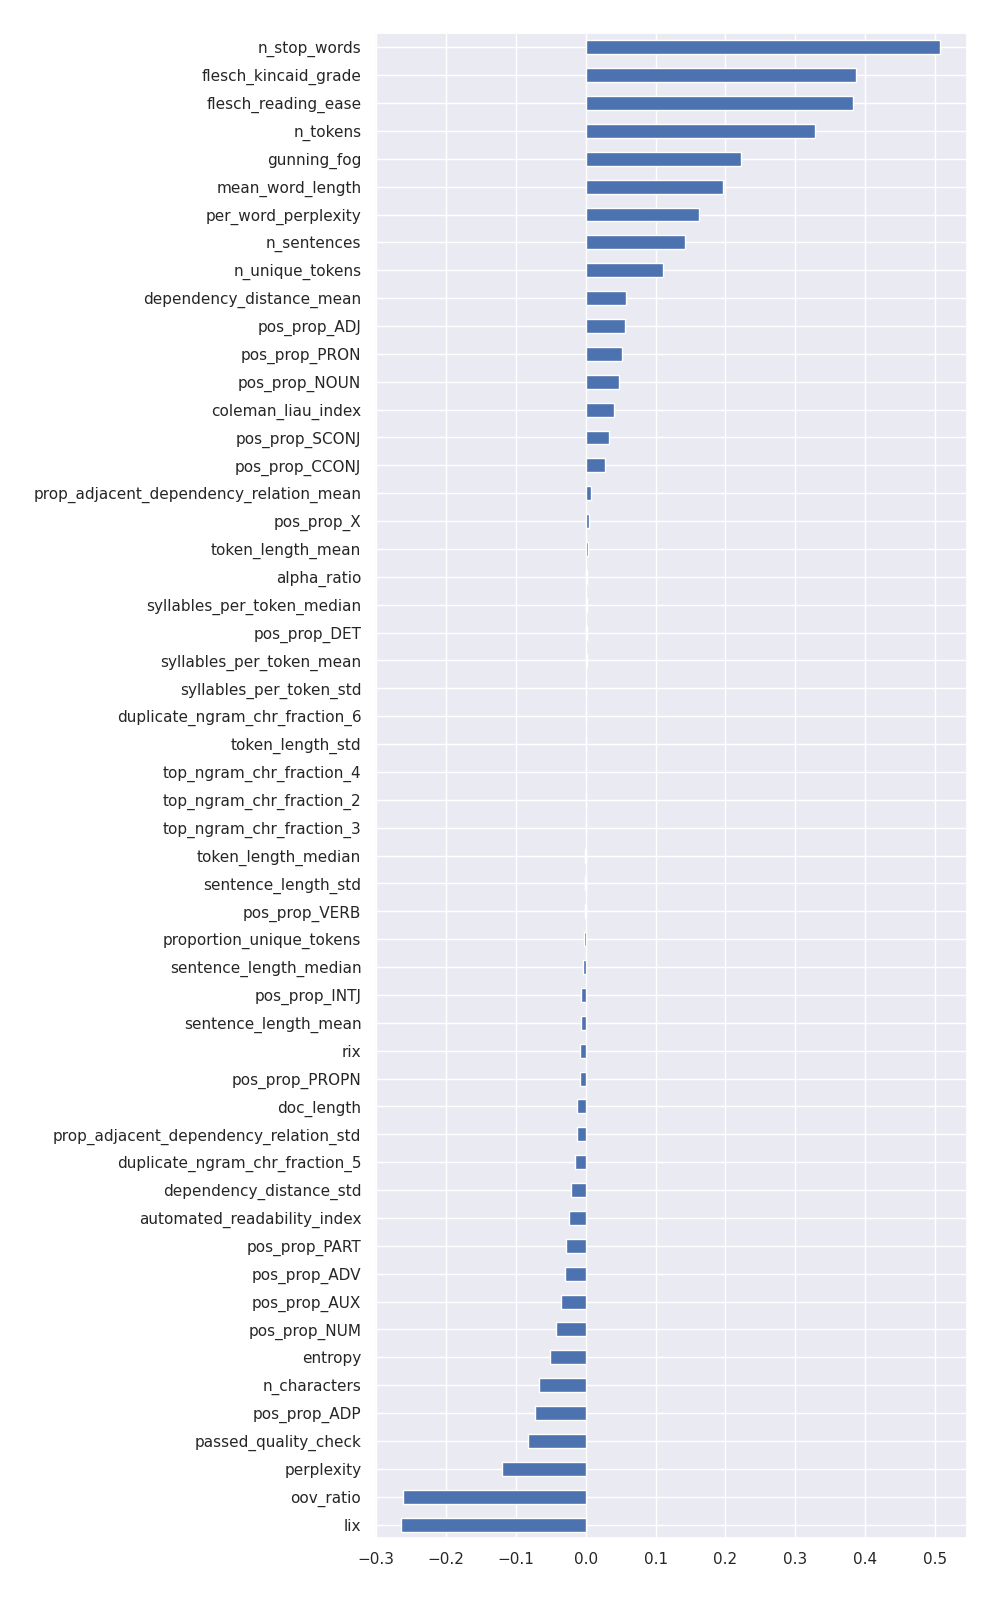 n_stop_words
flesch_kincaid_grade
flesch_reading_ease
n_tokens
gunning_fog
mean_word_length
per_word_perplexity
n_sentences
n_unique_tokens
dependency_distance_mean
pos_prop_ADJ
pos_prop_PRON
pos_prop_NOUN
coleman_liau_index
pos_prop_SCONJ
pos_prop_CCONJ
prop_adjacent_dependency_relation_mean
pos_prop_X
token_length_mean
alpha_ratio
syllables_per_token_median
pos_prop_DET
syllables_per_token_mean
syllables_per_token_std
duplicate_ngram_chr_fraction_6
token_length_std
top_ngram_chr_fraction_4
top_ngram_chr_fraction_2
top_ngram_chr_fraction_3
token_length_median
sentence_length_std
pos_prop_VERB
proportion_unique_tokens
sentence_length_median
pos_prop_INTJ
sentence_length_mean
rix
pos_prop_PROPN
doc_length
prop_adjacent_dependency_relation_std
duplicate_ngram_chr_fraction_5
dependency_distance_std
automated_readability_index
pos_prop_PART
pos_prop_ADV
pos_prop_AUX
pos_prop_NUM
entropy
n_characters
pos_prop_ADP
passed_quality_check
perplexity
oov_ratio
lix
−0.3 −0.2 −0.1 0.0 0.1 0.2 0.3 0.4 0.5